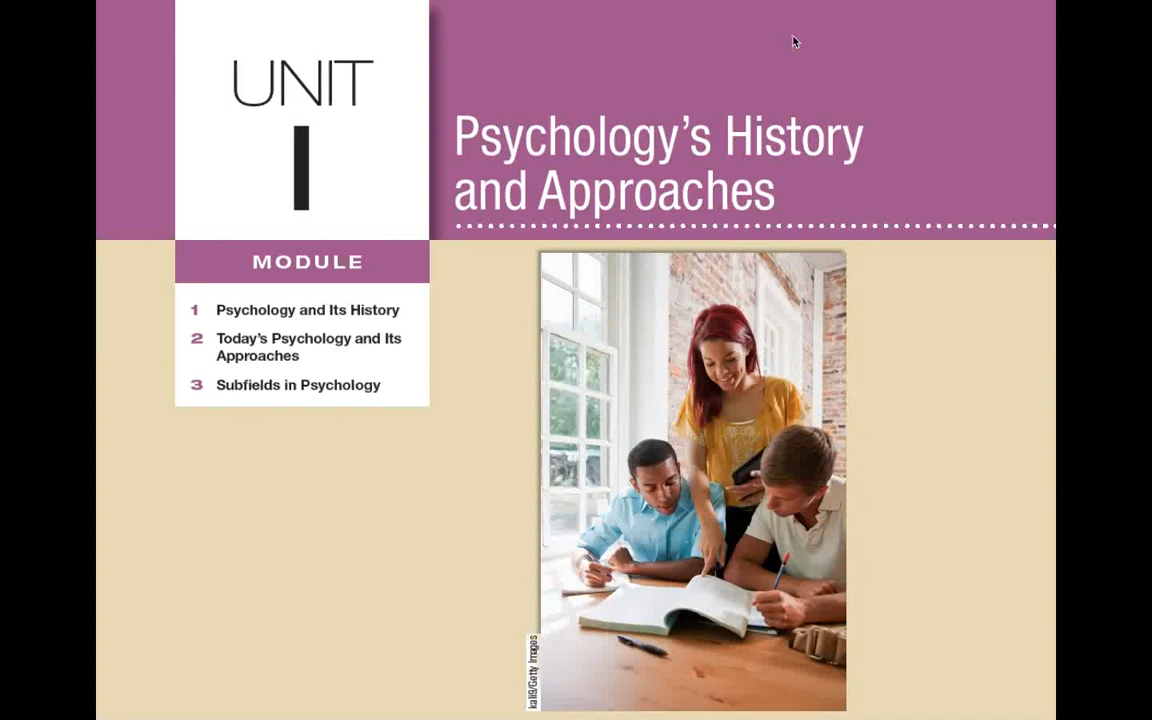 UNIT
I
Psychology’s History
and Approaches
MODULE
1 Psychology and Its History
2 Today’s Psychology and Its
Approaches
3 Subfields in Psychology
kali9/Getty Images